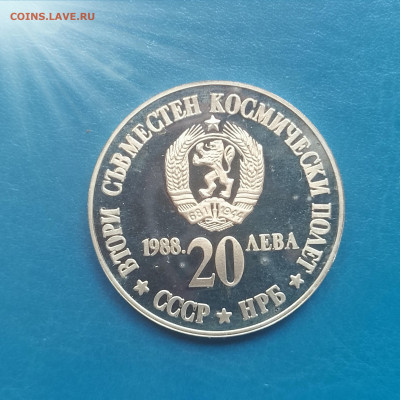 COINS.LAVE.RU
ВТОРИ СЪВМЕСТЕН КОСМИЧЕСКИ ПОЛЕТ
681 1944
1988. 20 ЛЕВА
СССР ★ НРБ